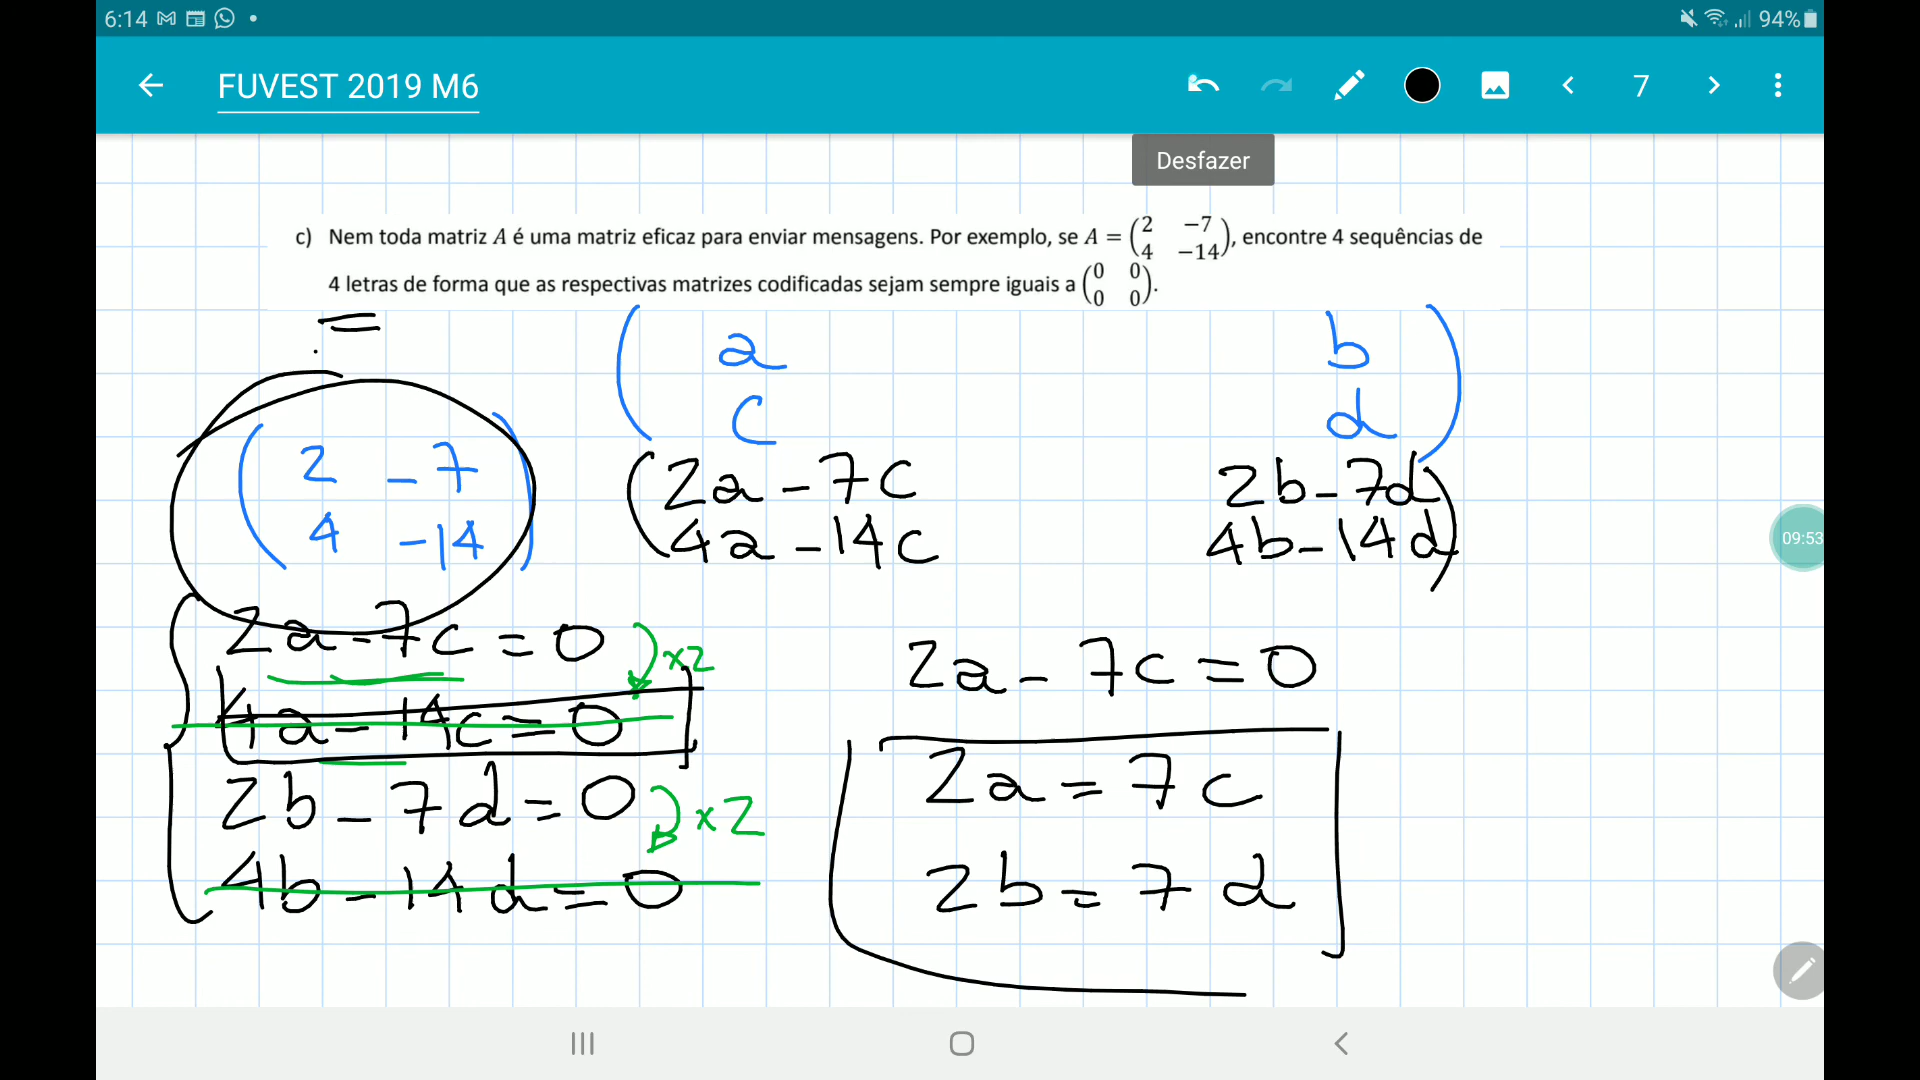 6:14
94%
FUVEST 2019 M6
7
Desfazer
c) Nem toda matriz A é uma matriz eficaz para enviar mensagens. Por exemplo, se A = (2 −7
4 −14), encontre 4 sequências de
4 letras de forma que as respectivas matrizes codificadas sejam sempre iguais a (0 0
0 0).
a b
c d
2 −7
4 −14
2a − 7c 2b − 7d
4a − 14c 4b − 14d
09:53
2a − 7c = 0 x2
4a − 14c = 0
2b − 7d = 0 x2
4b − 14d = 0
2a − 7c = 0
2a = 7c
2b = 7d